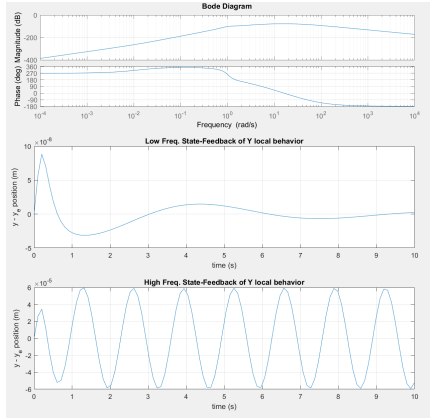 Bode Diagram
Magnitude (dB)
0
-200
-400
Phase (deg)
360
270
180
90
0
-90
-180
10^-4
10^-3
10^-2
10^-1
10^0
10^1
10^2
10^3
10^4
Frequency (rad/s)
Low Freq. State-Feedback of Y local behavior
y - y_e position (m)
10
5
0
-5
0 1 2 3 4 5 6 7 8 9 10
time (s)
High Freq. State-Feedback of Y local behavior
y - y_e position (m)
6
4
2
0
-2
-4
-6
0 1 2 3 4 5 6 7 8 9 10
time (s)